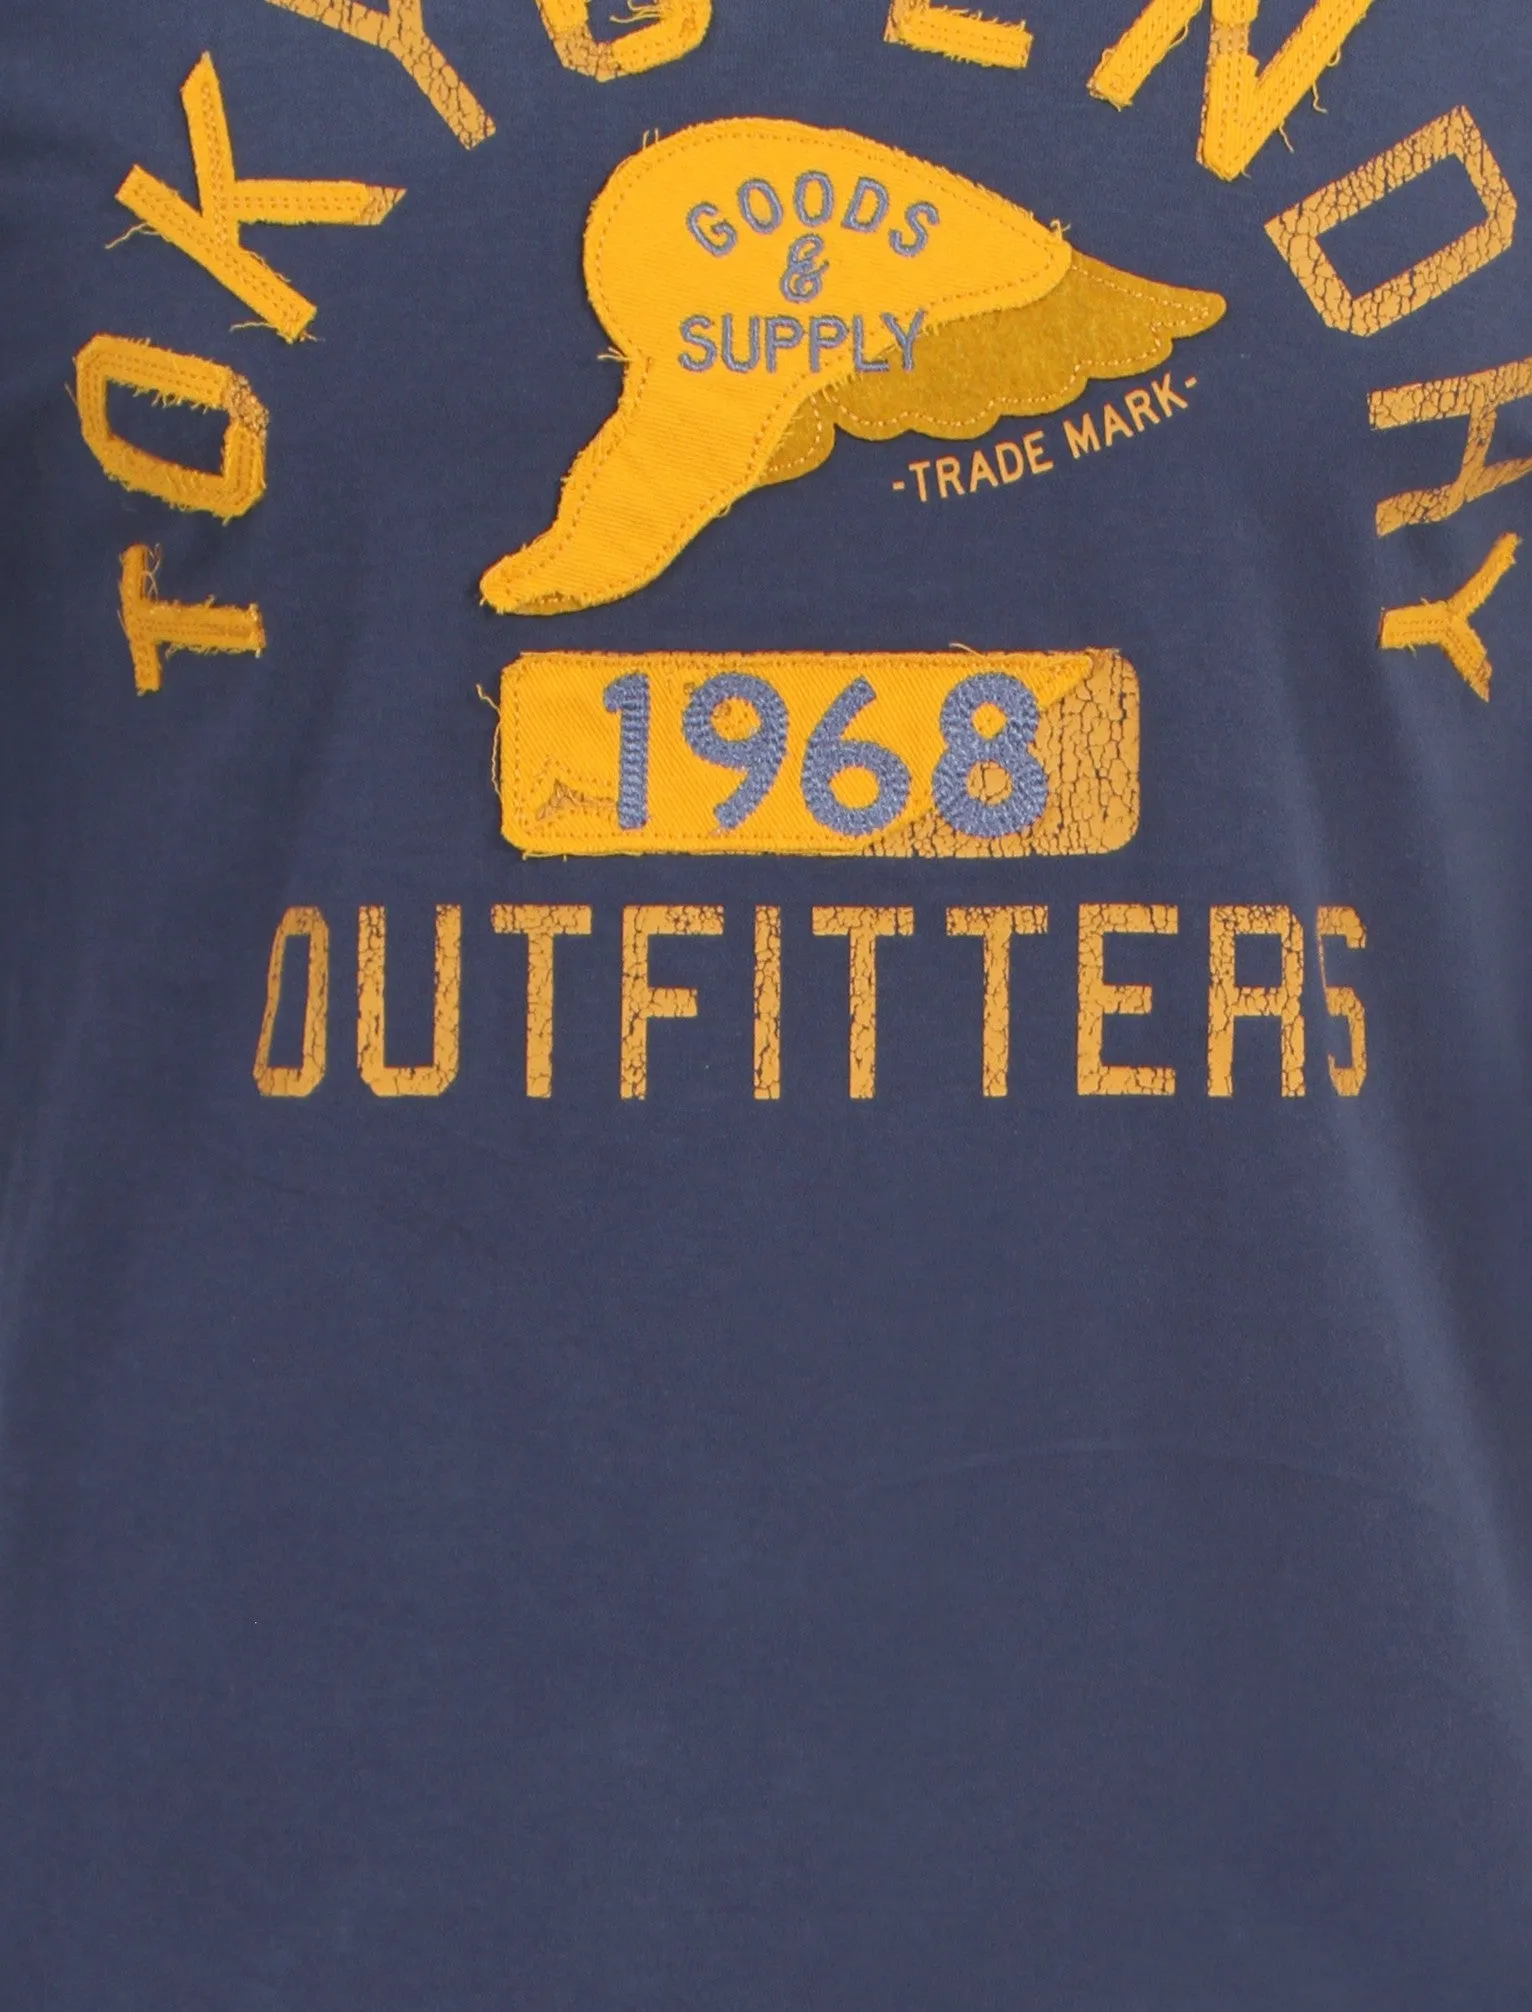 GOODS
&
SUPPLY
-TRADE MARK-
1968
OUTFITTERS